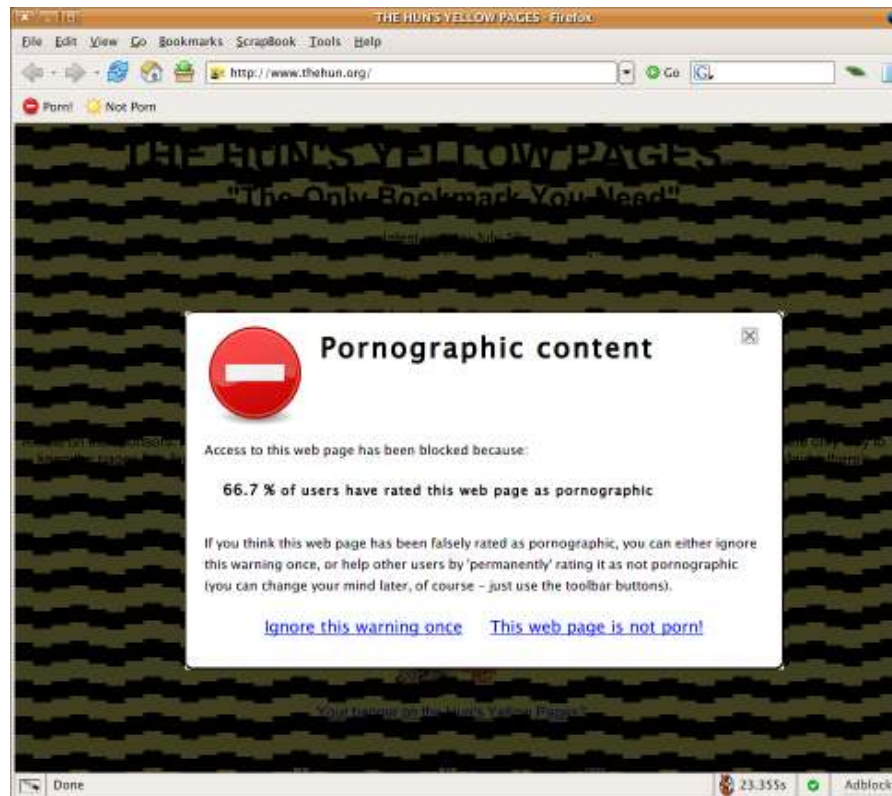 THE HUN'S YELLOW PAGES - Firefox
File Edit View Go Bookmarks ScrapBook Tools Help
http://www.thehun.org/ Go G
Porn! Not Porn
THE HUN'S YELLOW PAGES
"The Only Bookmark You Need"
Pornographic content
Access to this web page has been blocked because:
66.7 % of users have rated this web page as pornographic
If you think this web page has been falsely rated as pornographic, you can either ignore
this warning once, or help other users by 'permanently' rating it as not pornographic
(you can change your mind later, of course – just use the toolbar buttons).
Ignore this warning once This web page is not porn!
Your banner on the Hun's Yellow Pages?
Done 23.355s Adblock